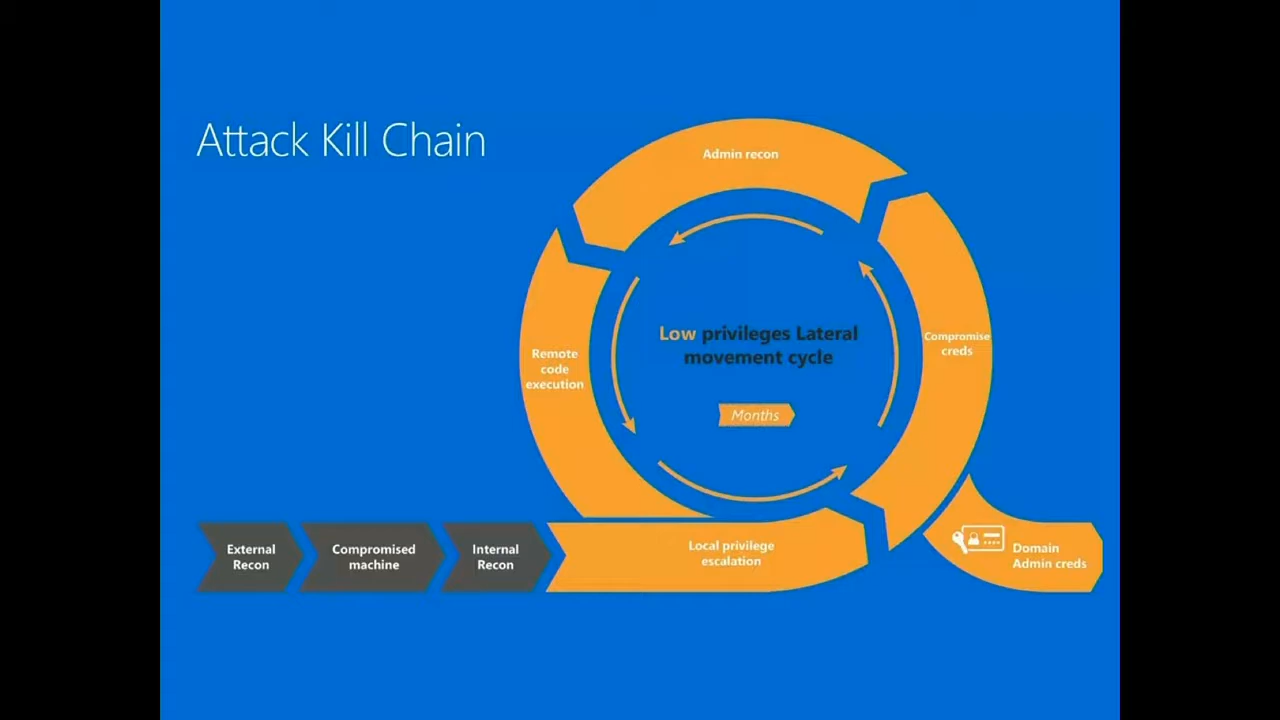 Attack Kill Chain
Admin recon
Low privileges Lateral
movement cycle
Months
Compromise
creds
Remote
code
execution
External
Recon
Compromised
machine
Internal
Recon
Local privilege
escalation
Domain
Admin creds